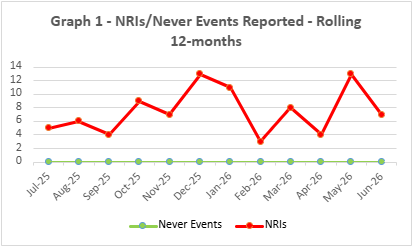 Graph 1 - NRIs/Never Events Reported - Rolling
12-months
14
12
10
8
6
4
2
0
Jul-25 Aug-25 Sep-25 Oct-25 Nov-25 Dec-25 Jan-26 Feb-26 Mar-26 Apr-26 May-26 Jun-26
Never Events NRIs